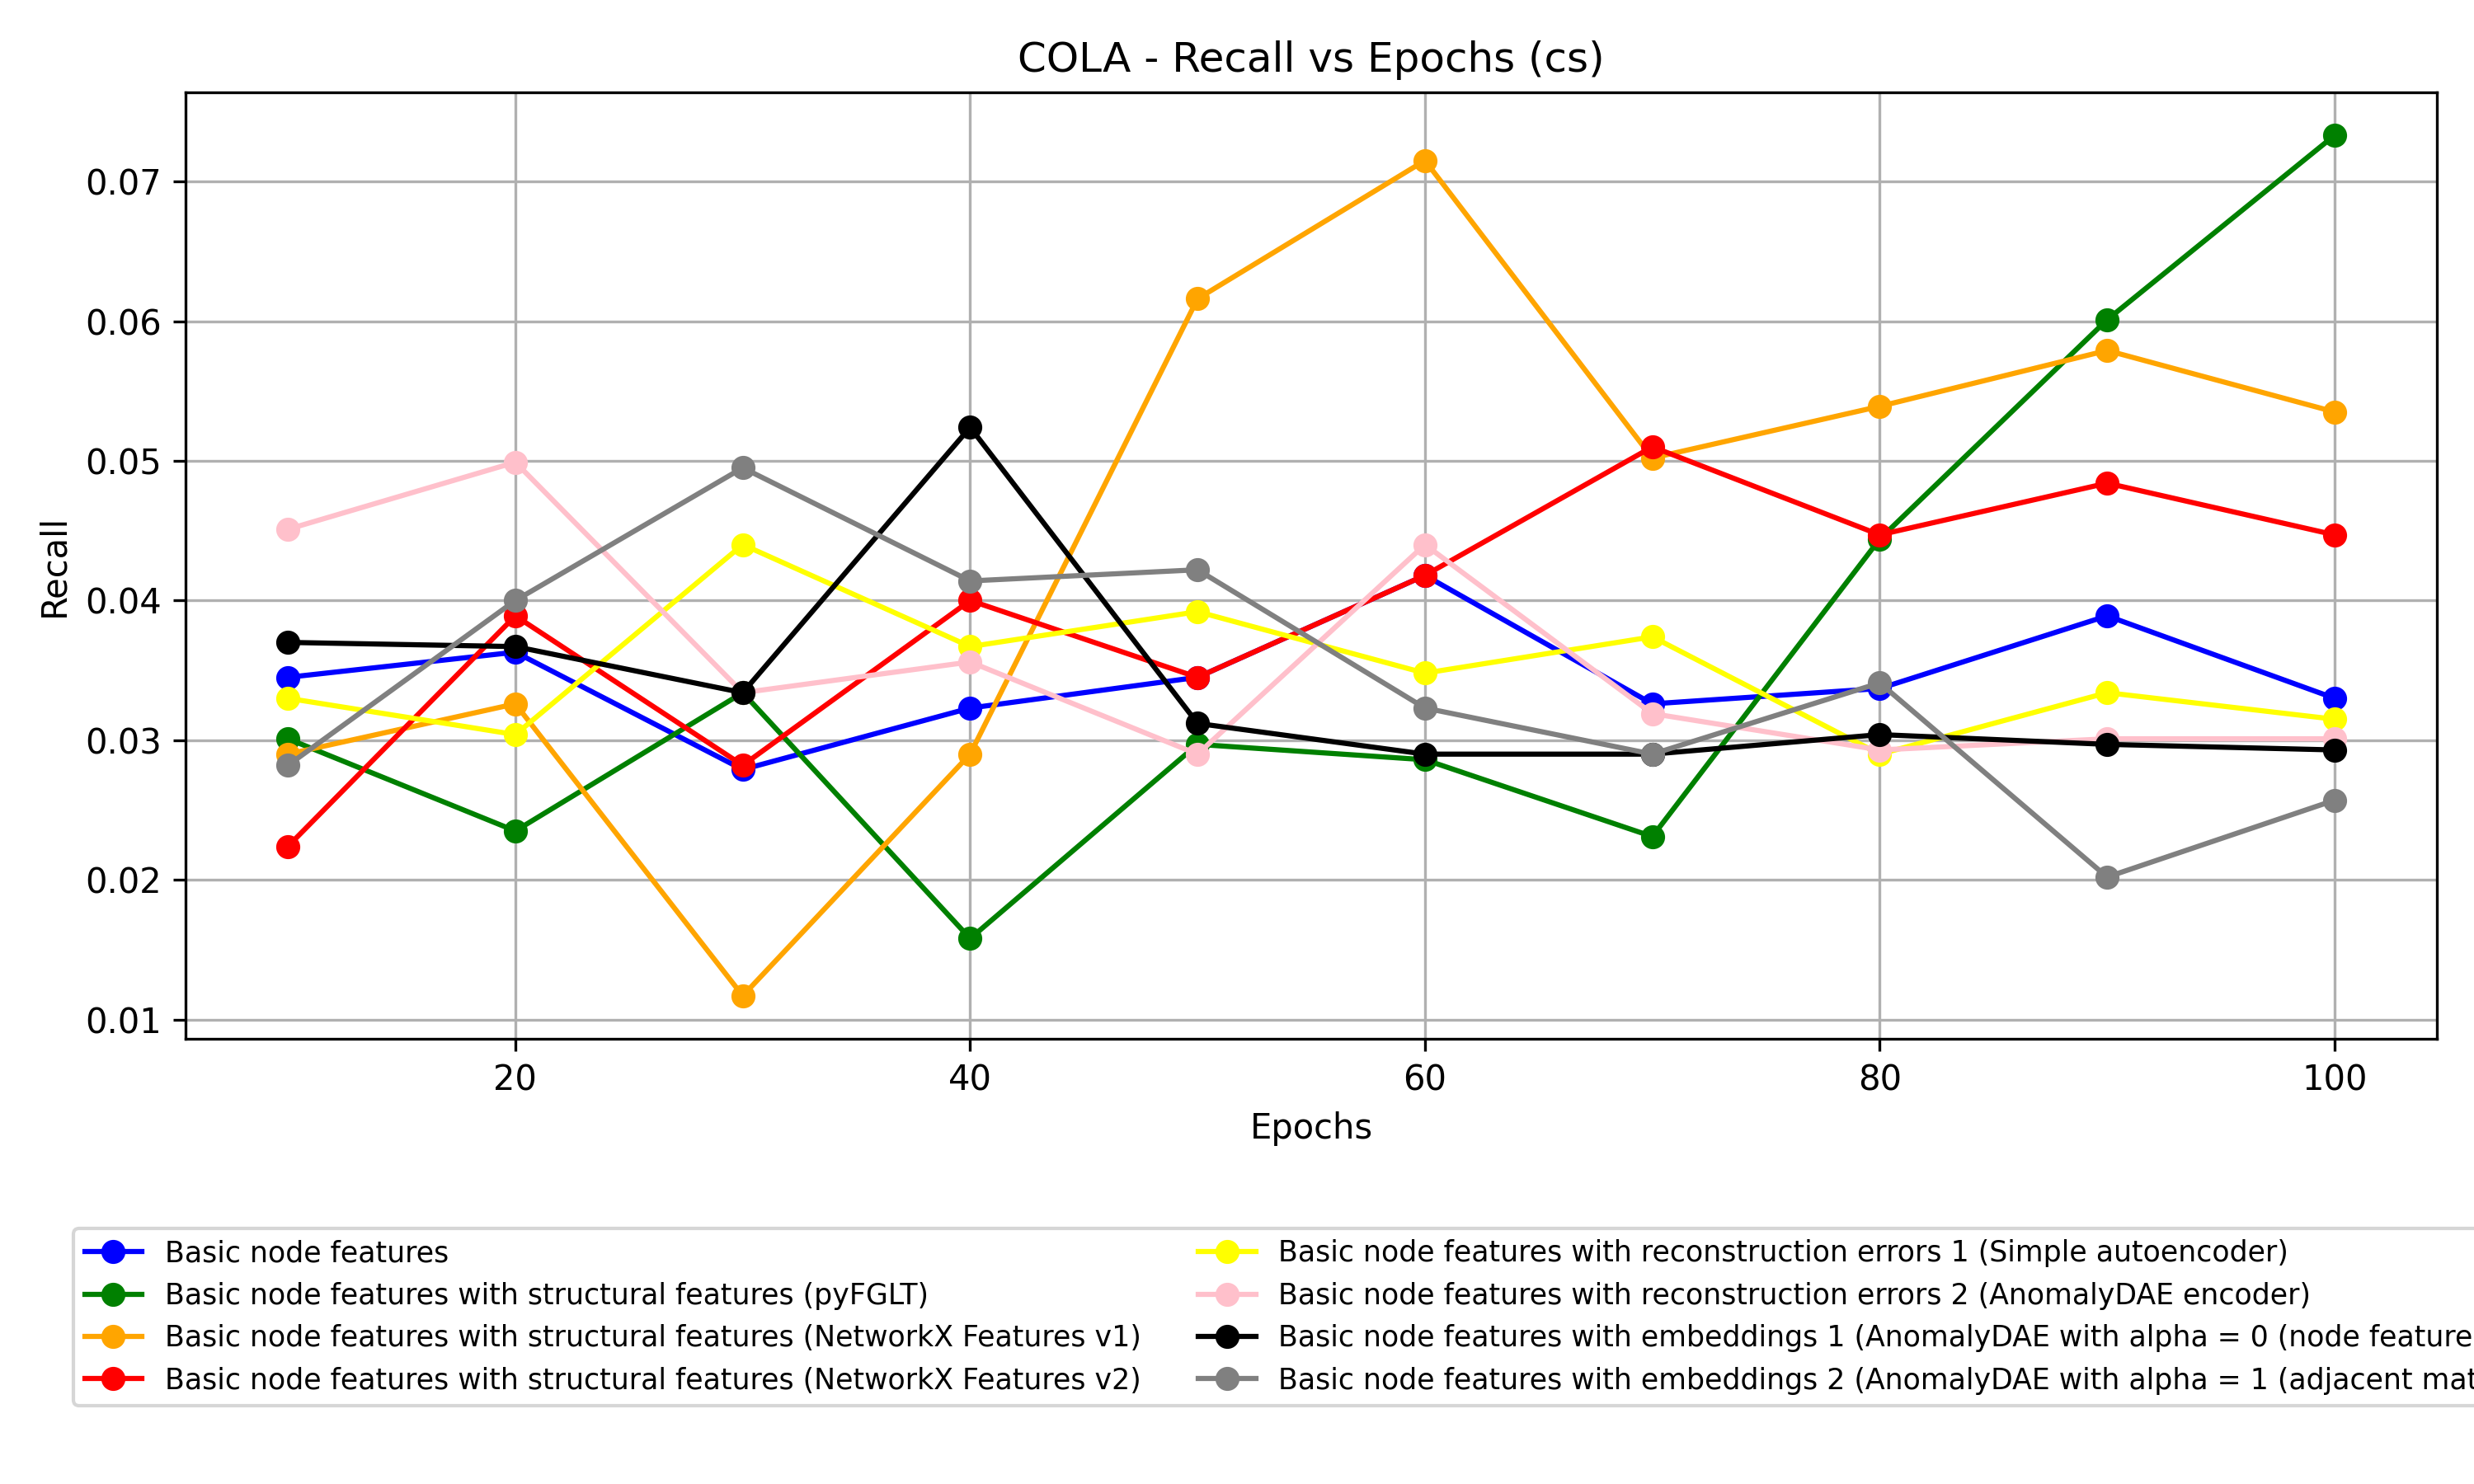 COLA - Recall vs Epochs (cs)
Recall
0.07
0.06
0.05
0.04
0.03
0.02
0.01
20 40 60 80 100
Epochs
Basic node features
Basic node features with structural features (pyFGLT)
Basic node features with structural features (NetworkX Features v1)
Basic node features with structural features (NetworkX Features v2)
Basic node features with reconstruction errors 1 (Simple autoencoder)
Basic node features with reconstruction errors 2 (AnomalyDAE encoder)
Basic node features with embeddings 1 (AnomalyDAE with alpha = 0 (node feature
Basic node features with embeddings 2 (AnomalyDAE with alpha = 1 (adjacent mat